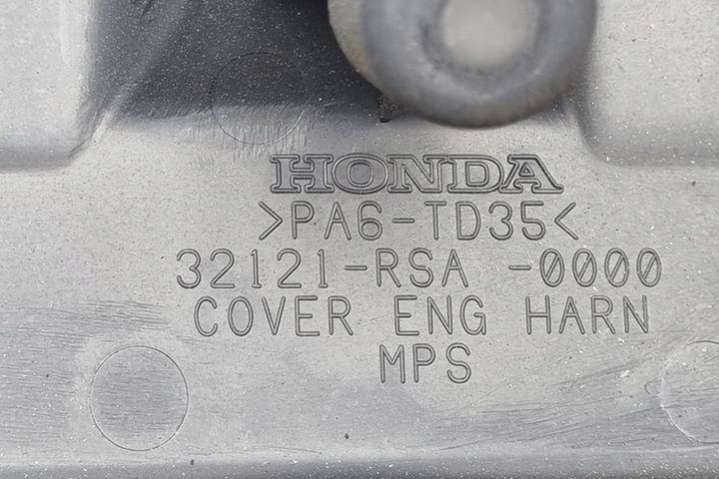 HONDA
>PA6-TD35<
32121-RSA -0000
COVER ENG HARN
MPS